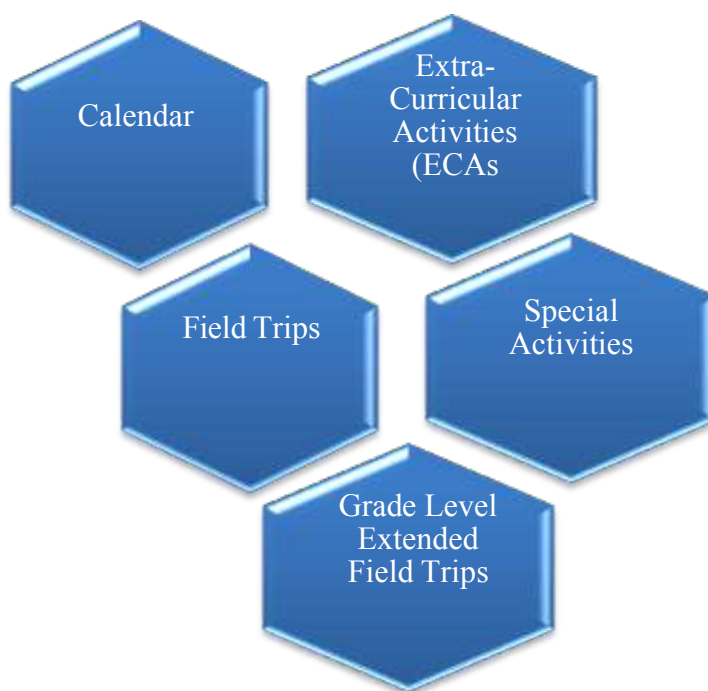 Calendar
Extra-
Curricular
Activities
(ECAs
Field Trips
Special
Activities
Grade Level
Extended
Field Trips